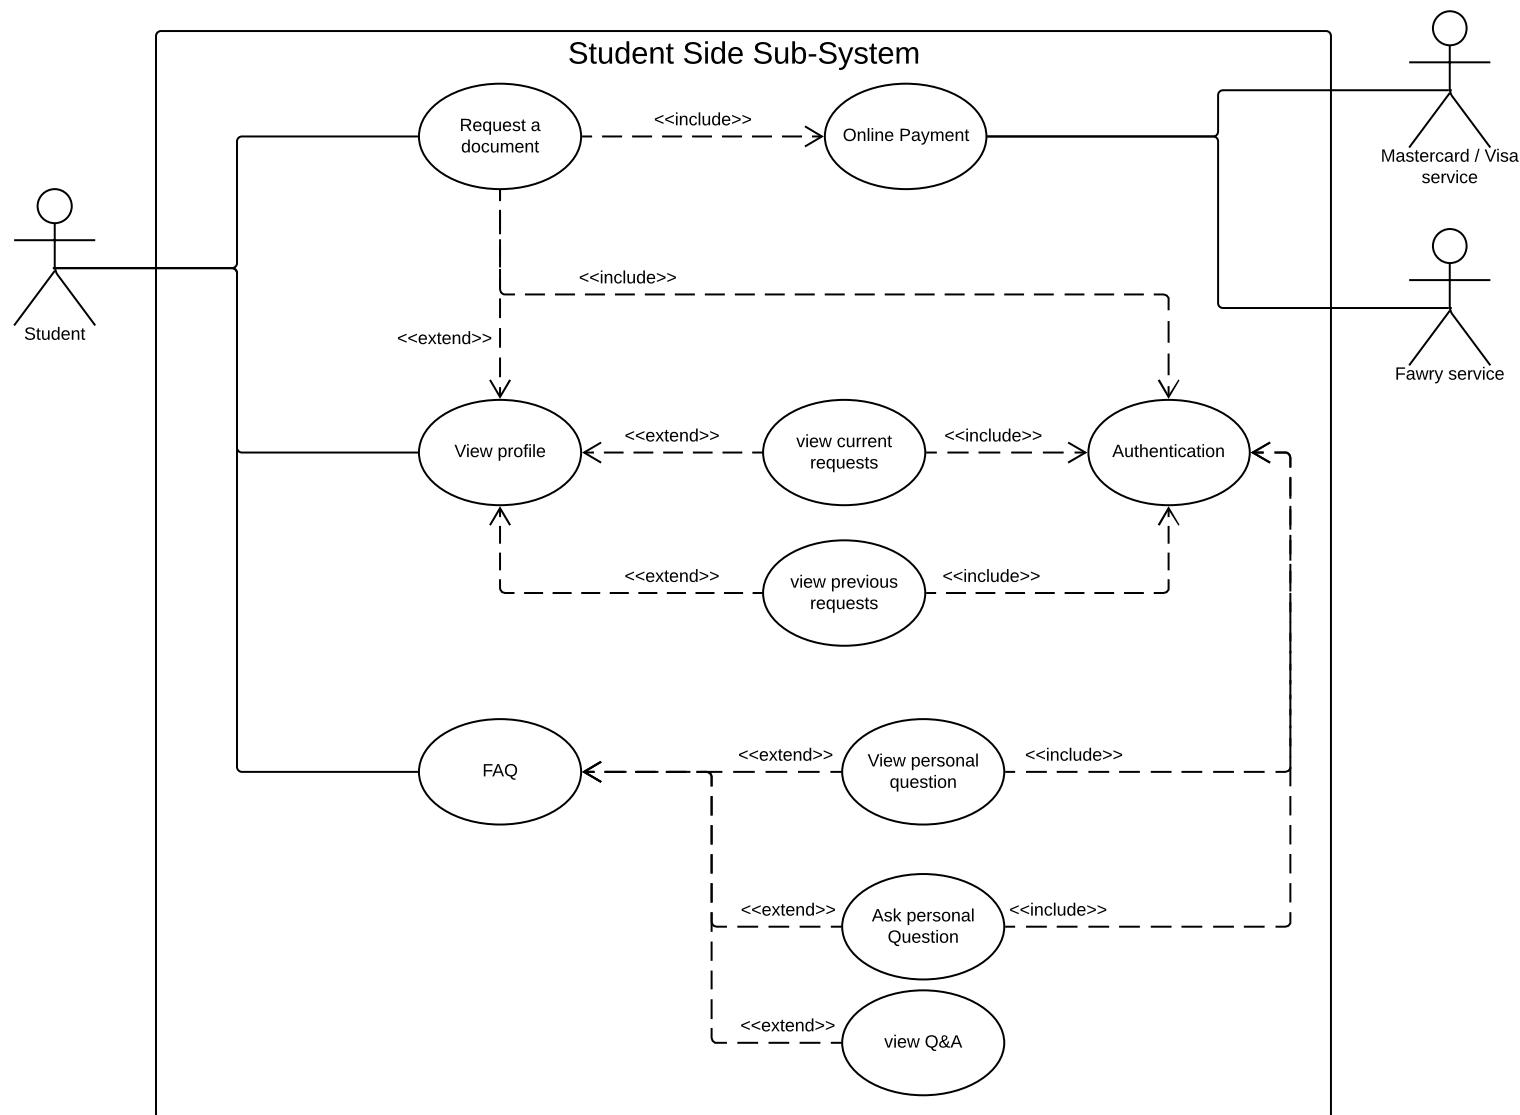 Student Side Sub-System
Request a
document
<<include>>
Online Payment
Mastercard / Visa
service
<<include>>
Student
<<extend>>
Fawry service
View profile
<<extend>>
view current
requests
<<include>>
Authentication
<<extend>>
view previous
requests
<<include>>
FAQ
<<extend>>
View personal
question
<<include>>
<<extend>>
Ask personal
Question
<<include>>
<<extend>>
view Q&A